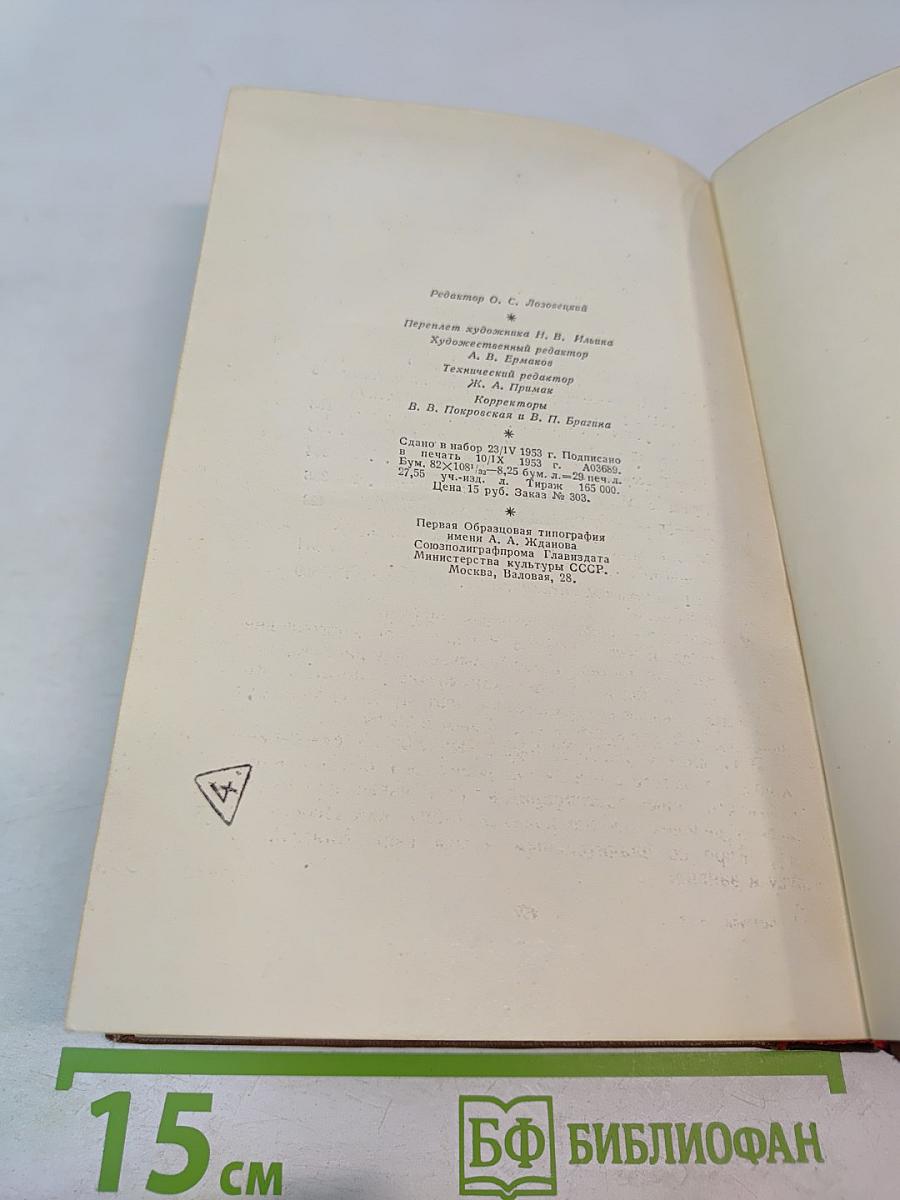 Редактор О. С. Лозовецкий
*
Переплет художника Н. В. Ильина
Художественный редактор
А. В. Ермаков
Технический редактор
Ж. А. Примак
Корректоры
В. В. Покровская и В. П. Брагина
*
Сдано в набор 23/IV 1953 г. Подписано
в печать 10/IX 1953 г. А03689.
Бум. 82×108¹/₃₂—8,25 бум. л.=29 печ. л.
27,55 уч.-изд. л. Тираж 165 000.
Цена 15 руб. Заказ № 303.
*
Первая Образцовая типография
имени А. А. Жданова
Союзполиграфпрома Главиздата
Министерства культуры СССР.
Москва, Валовая, 28.
15 см
БФ БИБЛИОФАН